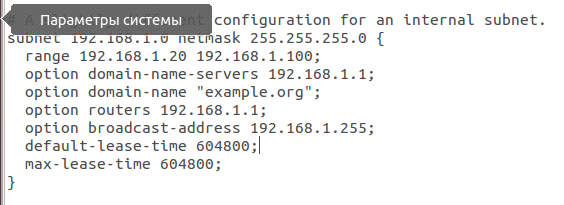 Параметры системы
# A ent configuration for an internal subnet.
subnet 192.168.1.0 netmask 255.255.255.0 {
range 192.168.1.20 192.168.1.100;
option domain-name-servers 192.168.1.1;
option domain-name "example.org";
option routers 192.168.1.1;
option broadcast-address 192.168.1.255;
default-lease-time 604800;
max-lease-time 604800;
}